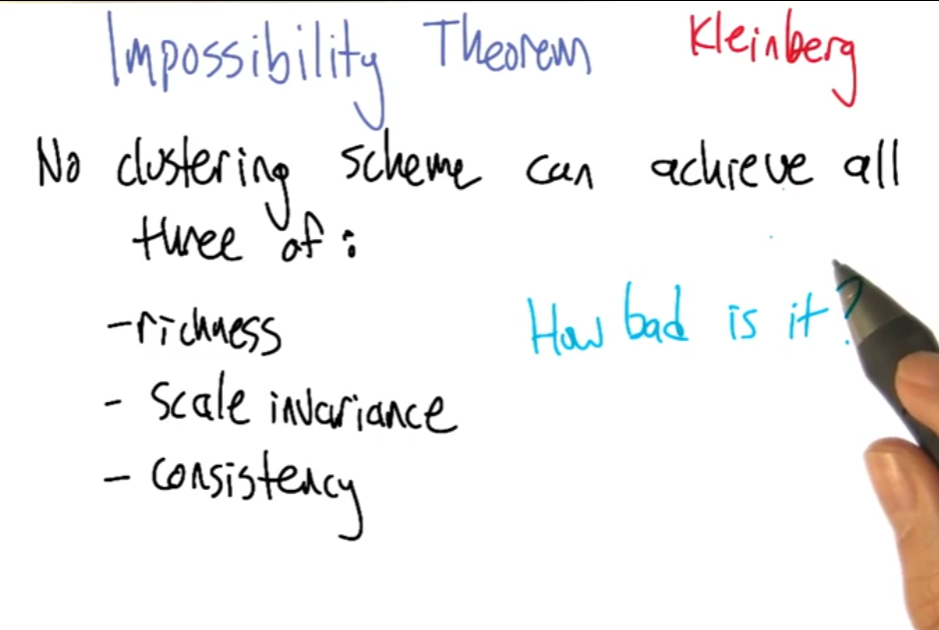 Impossibility Theorem Kleinberg
No clustering scheme can achieve all
three of:
-richness
How bad is it?
- scale invariance
- consistency